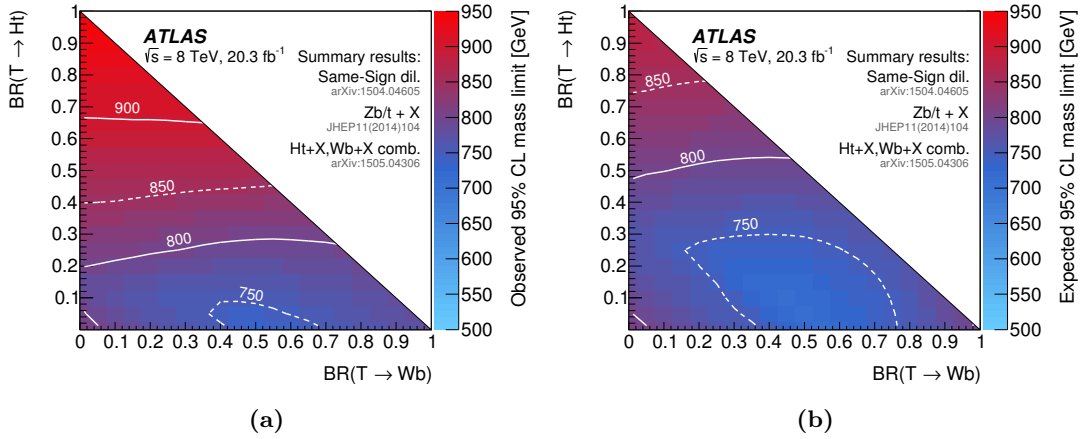 BR(T → Ht)
1
0.9
0.8
0.7
0.6
0.5
0.4
0.3
0.2
0.1
ATLAS
√s = 8 TeV, 20.3 fb⁻¹
Summary results:
Same-Sign dil.
arXiv:1504.04605
Zb/t + X
JHEP11(2014)104
Ht+X,Wb+X comb.
arXiv:1505.04306
900
850
800
750
0 0.1 0.2 0.3 0.4 0.5 0.6 0.7 0.8 0.9 1
BR(T → Wb)
950
900
850
800
750
700
650
600
550
500
Observed 95% CL mass limit [GeV]
(a)
BR(T → Ht)
1
0.9
0.8
0.7
0.6
0.5
0.4
0.3
0.2
0.1
ATLAS
√s = 8 TeV, 20.3 fb⁻¹
Summary results:
Same-Sign dil.
arXiv:1504.04605
Zb/t + X
JHEP11(2014)104
Ht+X,Wb+X comb.
arXiv:1505.04306
850
800
750
0 0.1 0.2 0.3 0.4 0.5 0.6 0.7 0.8 0.9 1
BR(T → Wb)
950
900
850
800
750
700
650
600
550
500
Expected 95% CL mass limit [GeV]
(b)